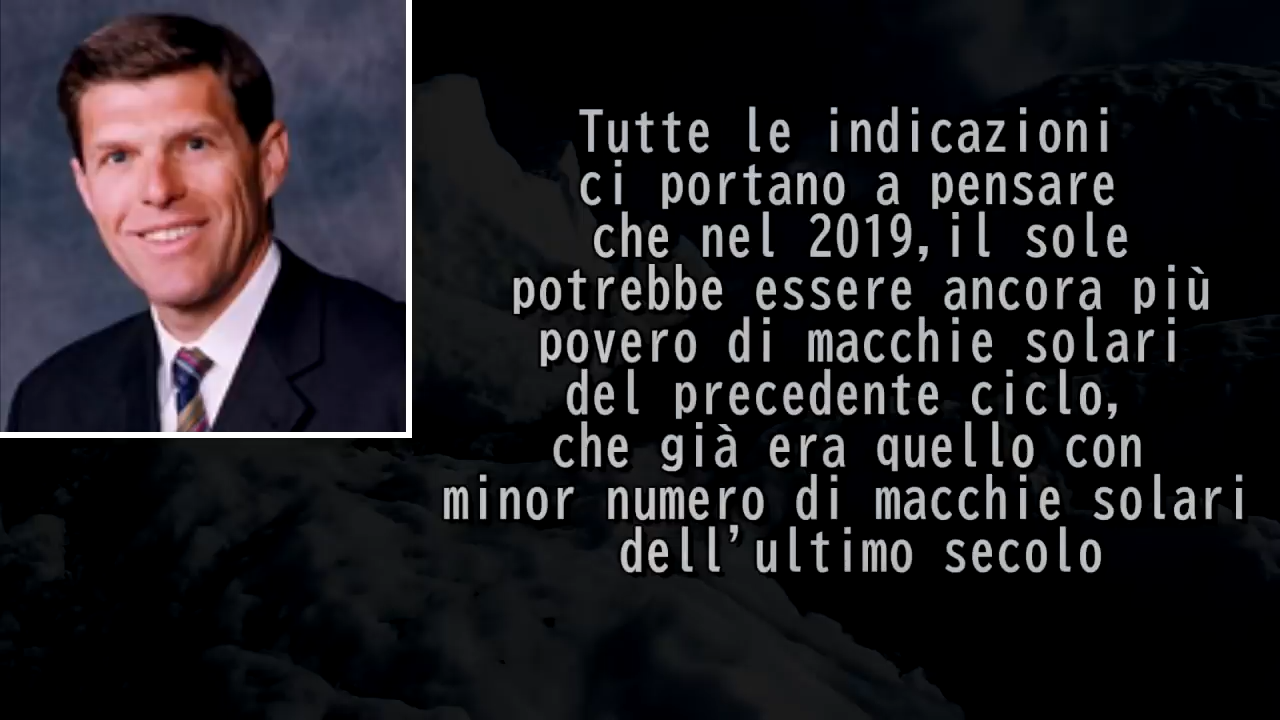 Tutte le indicazioni
ci portano a pensare
che nel 2019, il sole
potrebbe essere ancora più
povero di macchie solari
del precedente ciclo,
che già era quello con
minor numero di macchie solari
dell'ultimo secolo